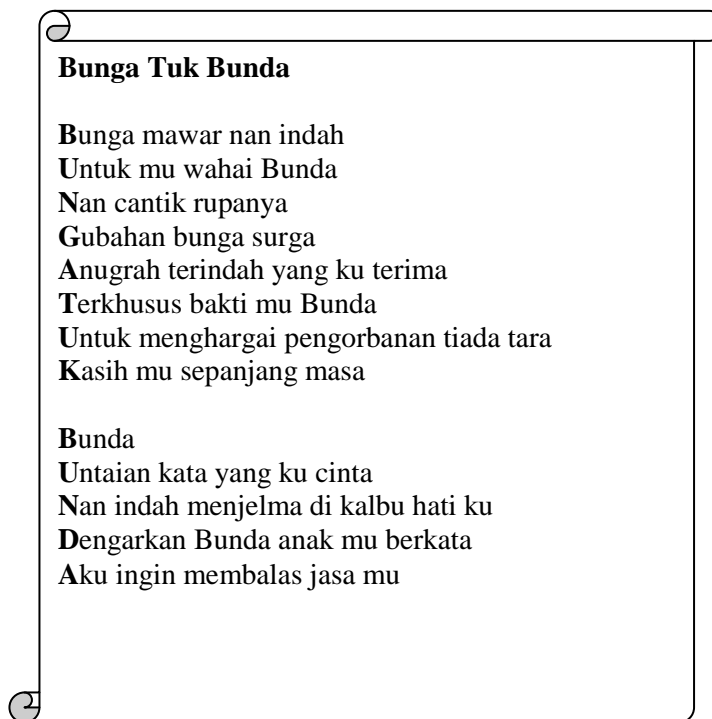 Bunga Tuk Bunda
Bunga mawar nan indah
Untuk mu wahai Bunda
Nan cantik rupanya
Gubahan bunga surga
Anugrah terindah yang ku terima
Terkhusus bakti mu Bunda
Untuk menghargai pengorbanan tiada tara
Kasih mu sepanjang masa
Bunda
Untaian kata yang ku cinta
Nan indah menjelma di kalbu hati ku
Dengarkan Bunda anak mu berkata
Aku ingin membalas jasa mu